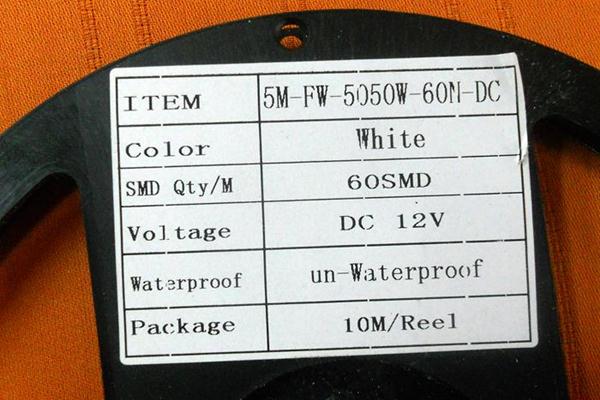 ITEM 5M-FW-5050W-60N-DC
Color White
SMD Qty/M 60SMD
Voltage DC 12V
Waterproof un-Waterproof
Package 10M/Reel